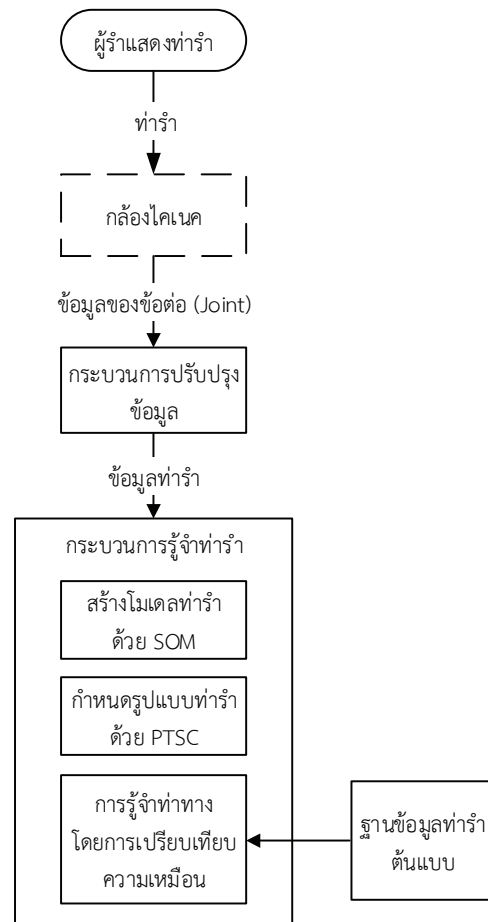 ผู้รำแสดงท่ารำ
ท่ารำ
กล้องไคเนค
ข้อมูลของข้อต่อ (Joint)
กระบวนการปรับปรุง
ข้อมูล
ข้อมูลท่ารำ
กระบวนการรู้จำท่ารำ
สร้างโมเดลท่ารำ
ด้วย SOM
กำหนดรูปแบบท่ารำ
ด้วย PTSC
การรู้จำท่าทาง
โดยการเปรียบเทียบ
ความเหมือน
ฐานข้อมูลท่ารำ
ต้นแบบ